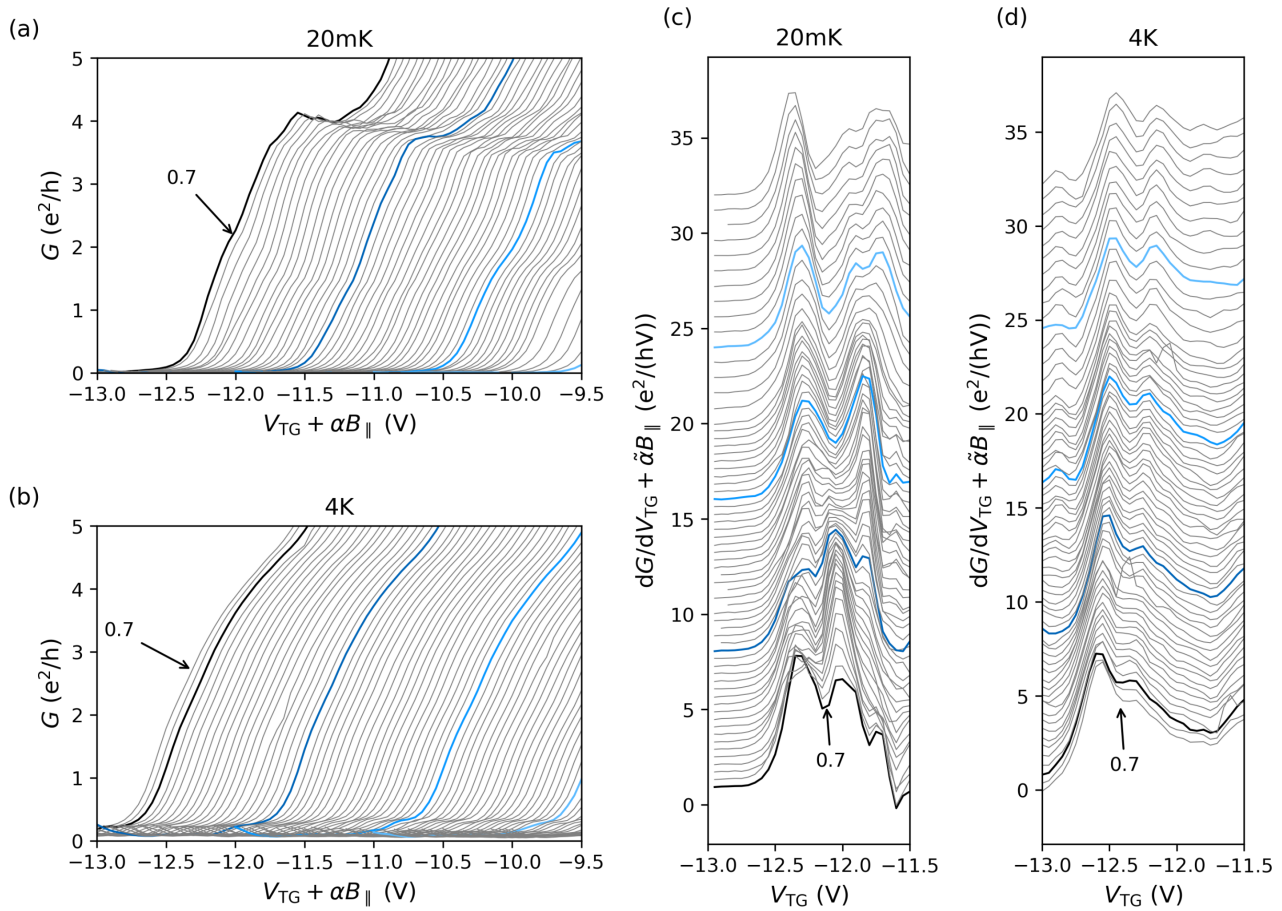 (a)
20mK
G (e²/h)
5
4
3
2
1
0
0.7
−13.0 −12.5 −12.0 −11.5 −11.0 −10.5 −10.0 −9.5
V_TG + αB_∥ (V)
(b)
4K
G (e²/h)
5
4
3
2
1
0
0.7
−13.0 −12.5 −12.0 −11.5 −11.0 −10.5 −10.0 −9.5
V_TG + αB_∥ (V)
(c)
20mK
dG/dV_TG + α̃B_∥ (e²/(hV))
35
30
25
20
15
10
5
0
0.7
−13.0 −12.5 −12.0 −11.5
V_TG (V)
(d)
4K
dG/dV_TG + α̃B_∥ (e²/(hV))
35
30
25
20
15
10
5
0
0.7
−13.0 −12.5 −12.0 −11.5
V_TG (V)